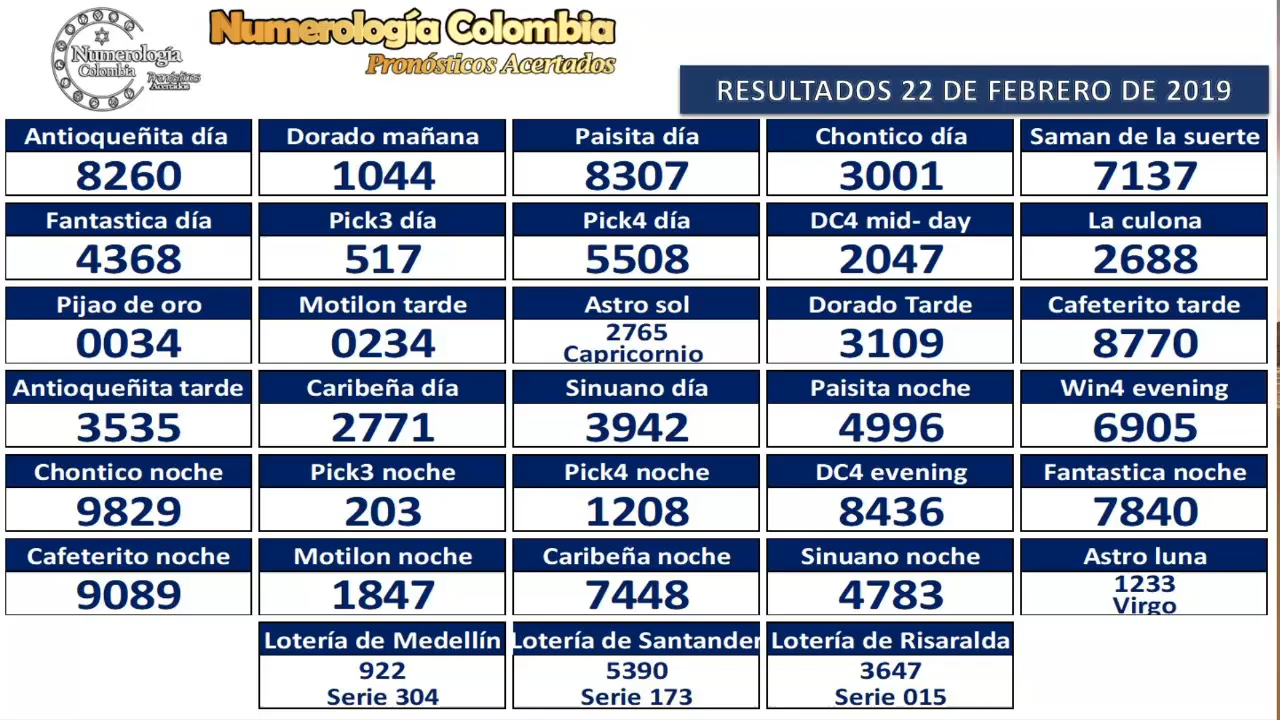 Numerología
Colombia
Pronósticos
Acertados
Numerología Colombia
Pronósticos Acertados
RESULTADOS 22 DE FEBRERO DE 2019
Antioqueñita día Dorado mañana Paisita día Chontico día Saman de la suerte
8260 1044 8307 3001 7137
Fantastica día Pick3 día Pick4 día DC4 mid- day La culona
4368 517 5508 2047 2688
Pijao de oro Motilon tarde Astro sol Dorado Tarde Cafeterito tarde
0034 0234 2765 3109 8770
Capricornio
Antioqueñita tarde Caribeña día Sinuano día Paisita noche Win4 evening
3535 2771 3942 4996 6905
Chontico noche Pick3 noche Pick4 noche DC4 evening Fantastica noche
9829 203 1208 8436 7840
Cafeterito noche Motilon noche Caribeña noche Sinuano noche Astro luna
9089 1847 7448 4783 1233
Virgo
Lotería de Medellín Lotería de Santander Lotería de Risaralda
922 5390 3647
Serie 304 Serie 173 Serie 015